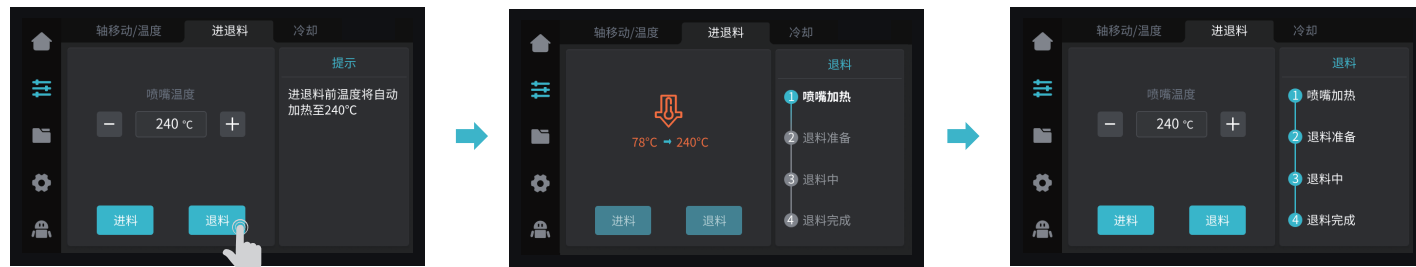 轴移动/温度 进退料 冷却
提示
喷嘴温度
进退料前温度将自动
加热至240°C
240 °C
进料 退料
轴移动/温度 进退料 冷却
退料
1 喷嘴加热
78°C 240°C
2 退料准备
3 退料中
进料 退料
4 退料完成
轴移动/温度 进退料 冷却
退料
喷嘴温度
1 喷嘴加热
240 °C
2 退料准备
3 退料中
进料 退料
4 退料完成